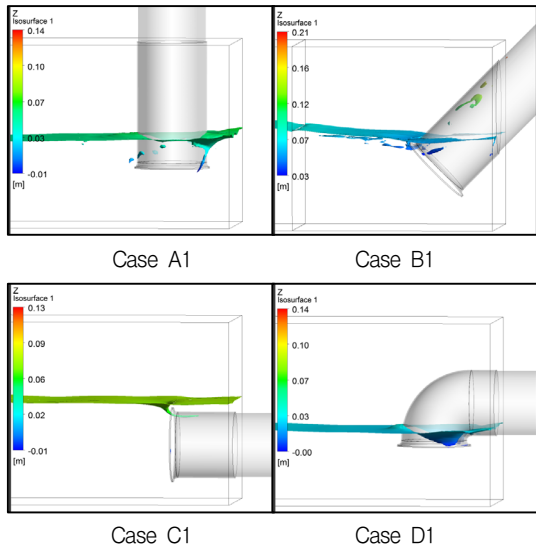 Z
Isosurface 1
0.14
0.10
0.07
0.03
-0.01
[m]
Case A1
Z
Isosurface 1
0.21
0.16
0.12
0.07
0.03
[m]
Case B1
Z
Isosurface 1
0.13
0.09
0.06
0.02
-0.01
[m]
Case C1
Z
Isosurface 1
0.14
0.10
0.07
0.03
-0.00
[m]
Case D1